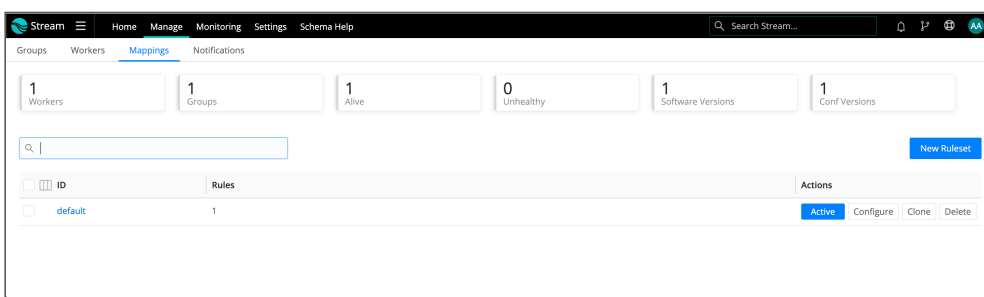 Stream Home Manage Monitoring Settings Schema Help Search Stream... AA
Groups Workers Mappings Notifications
1 1 1 0 1 1
Workers Groups Alive Unhealthy Software Versions Conf Versions
New Ruleset
ID Rules Actions
default 1 Active Configure Clone Delete